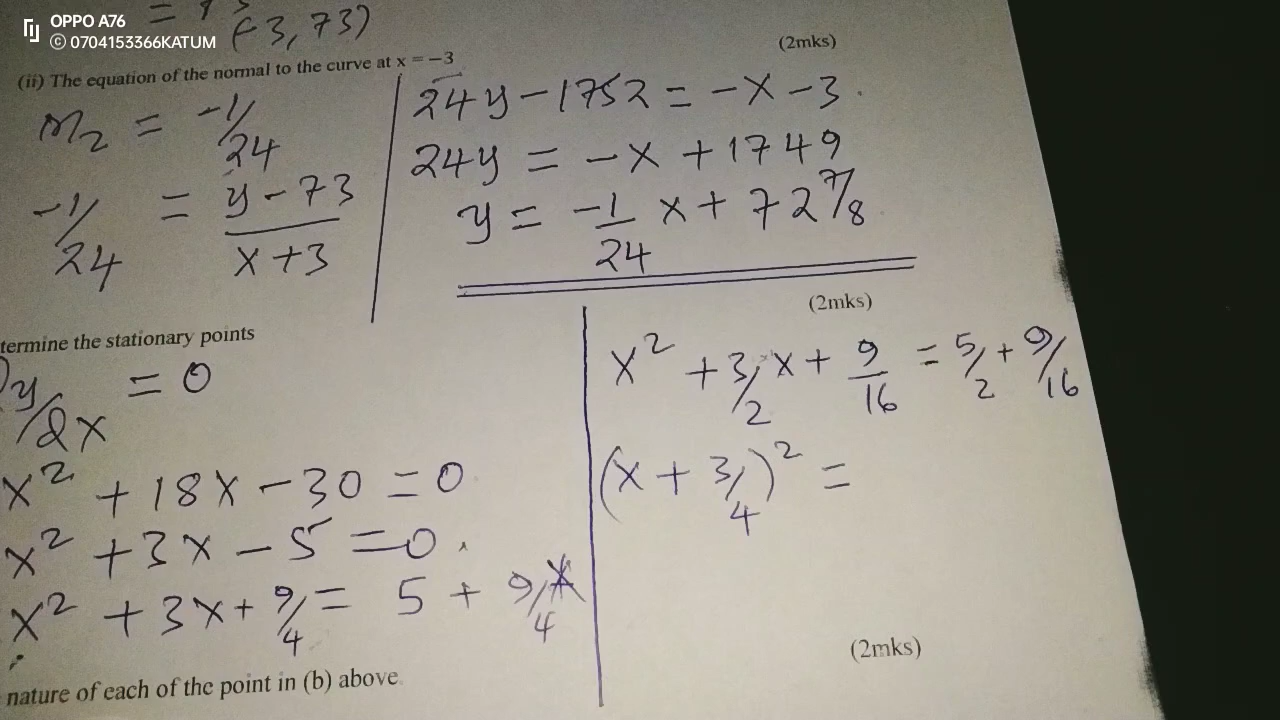 OPPO A76
© 0704153366KATUM
(-3, 73)
(2mks)
(ii) The equation of the normal to the curve at x = −3
m₂ = -1/24
-1/24 = y - 73 / x + 3
24y - 1752 = -x - 3.
24y = -x + 1749
y = -1/24 x + 72 7/8
(2mks)
termine the stationary points
y/dx = 0
x² + 18x - 30 = 0
x² + 3x - 5 = 0.
x² + 3x + 9/4 = 5 + 9/4
x² + 3/2 x + 9/16 = 5/2 + 9/16
(x + 3/4)² =
(2mks)
nature of each of the point in (b) above.